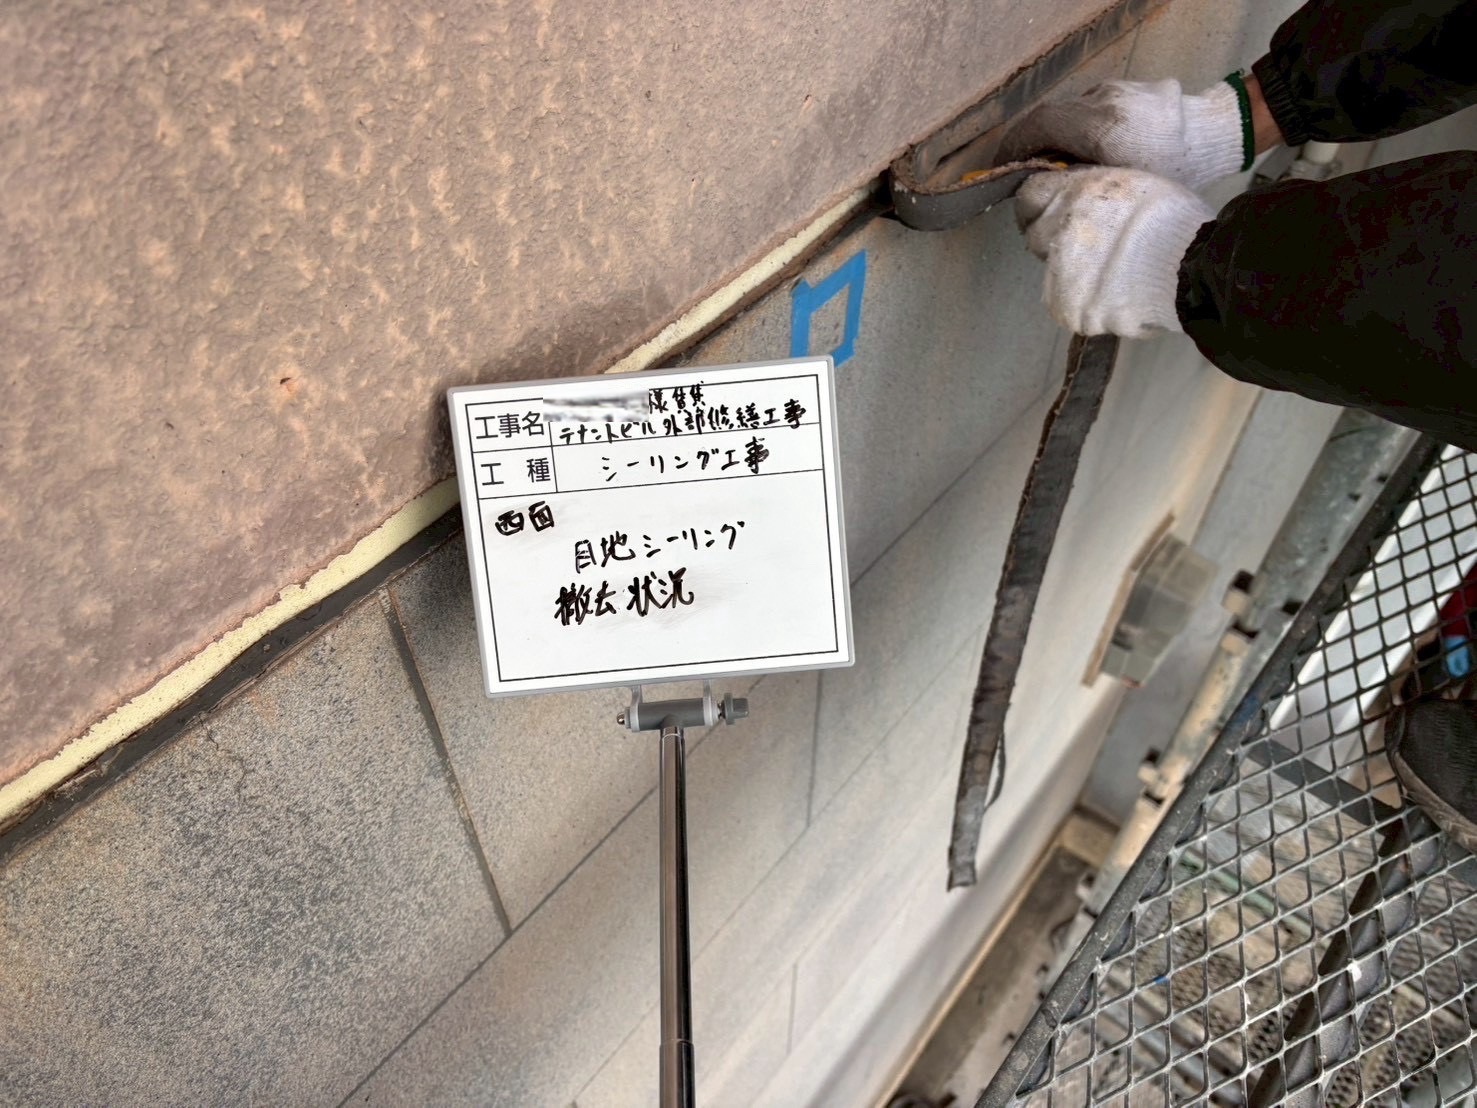 工事名 様賃貸
テナントビル外部修繕工事
工種 シーリング工事
西面
目地シーリング
撤去状況